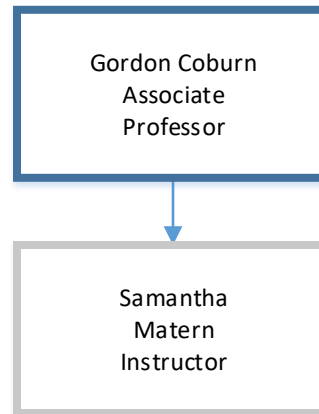 Gordon Coburn
Associate
Professor
Samantha
Matern
Instructor